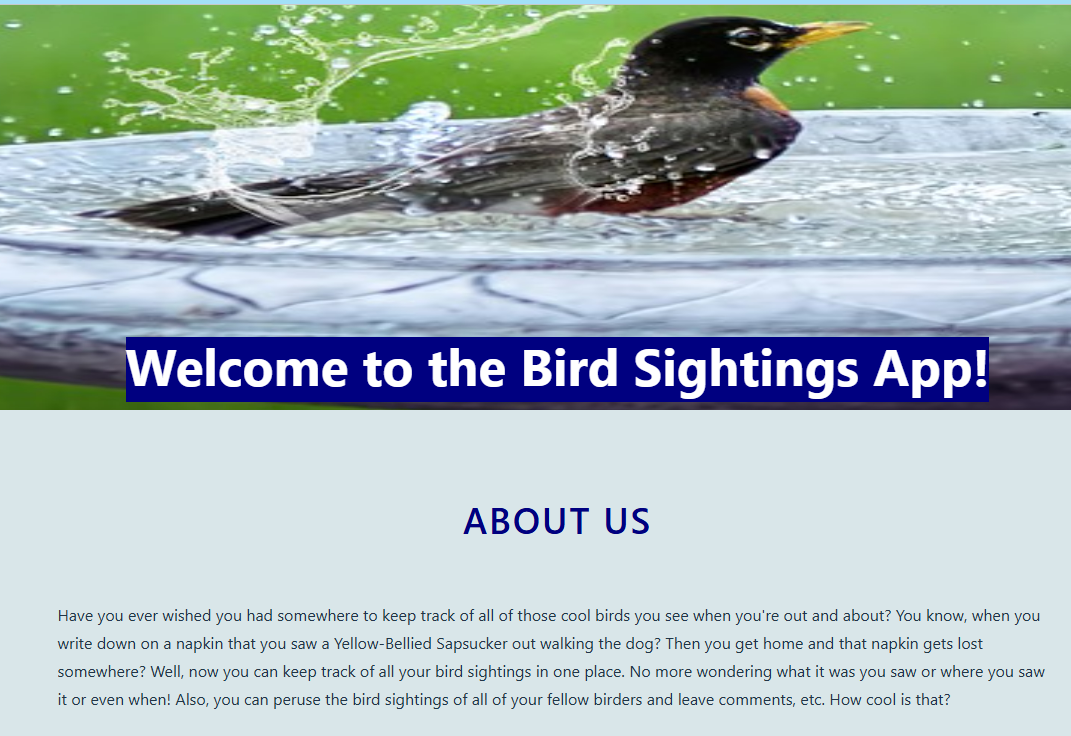 Welcome to the Bird Sightings App!
ABOUT US
Have you ever wished you had somewhere to keep track of all of those cool birds you see when you're out and about? You know, when you
write down on a napkin that you saw a Yellow-Bellied Sapsucker out walking the dog? Then you get home and that napkin gets lost
somewhere? Well, now you can keep track of all your bird sightings in one place. No more wondering what it was you saw or where you saw
it or even when! Also, you can peruse the bird sightings of all of your fellow birders and leave comments, etc. How cool is that?